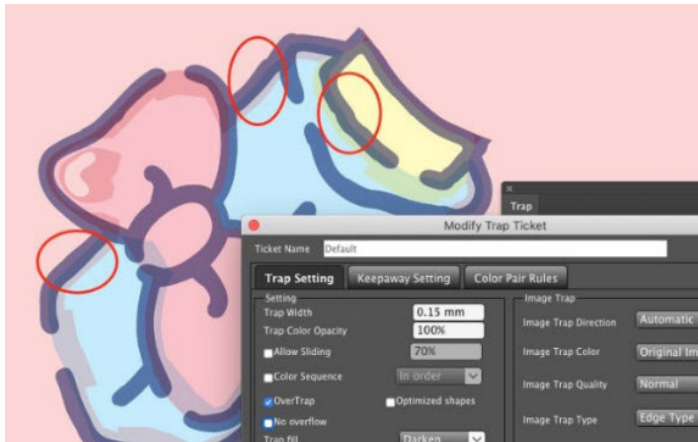 Trap
Modify Trap Ticket
Ticket Name Default
Trap Setting Keepaway Setting Color Pair Rules
Setting Image Trap
Trap Width 0.15 mm Image Trap Direction Automatic
Trap Color Opacity 100%
Allow Sliding 70% Image Trap Color Original Im
Color Sequence In order Image Trap Quality Normal
OverTrap Optimized shapes
No overflow Image Trap Type Edge Type
Trap fill Darken